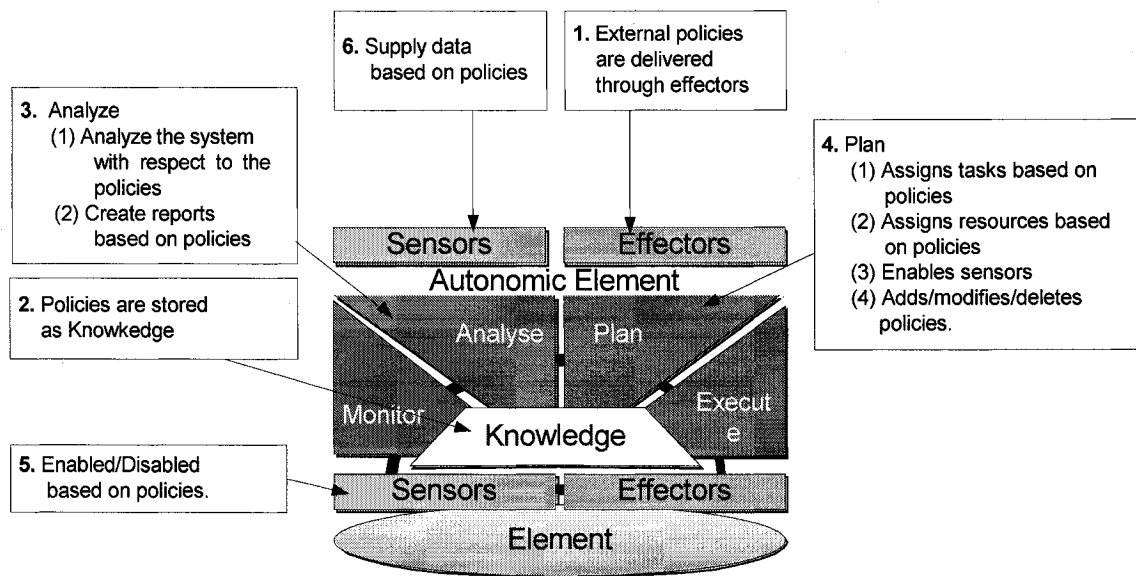 6. Supply data
based on policies
1. External policies
are delivered
through effectors
3. Analyze
(1) Analyze the system
with respect to the
policies
(2) Create reports
based on policies
4. Plan
(1) Assigns tasks based on
policies
(2) Assigns resources based
on policies
(3) Enables sensors
(4) Adds/modifies/deletes
policies.
2. Policies are stored
as Knowkedge
5. Enabled/Disabled
based on policies.
Sensors
Effectors
Autonomic Element
Analyse
Plan
Monitor
Execut
e
Knowledge
Sensors
Effectors
Element